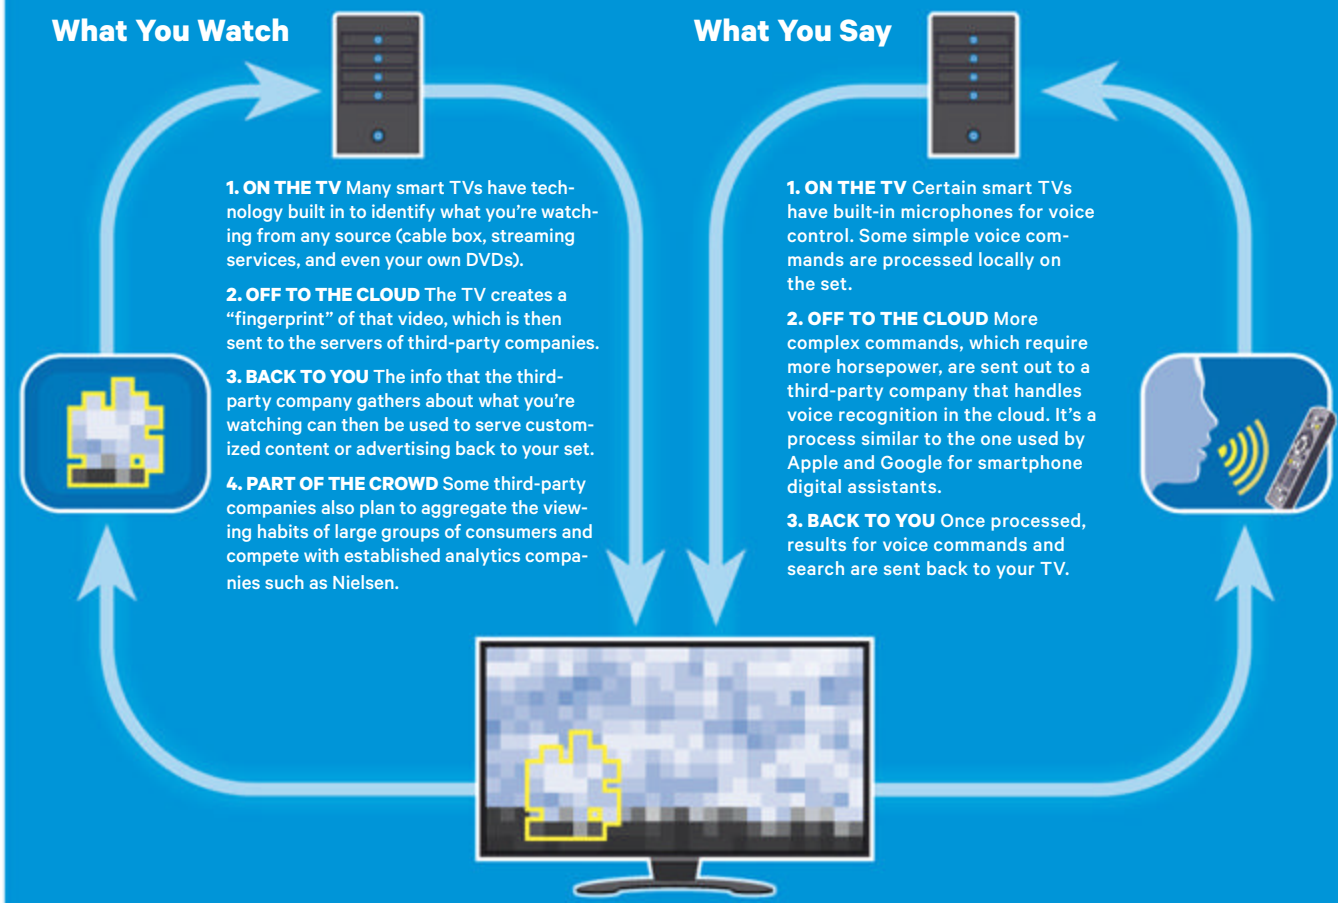 What You Watch
1. ON THE TV Many smart TVs have tech-
nology built in to identify what you’re watch-
ing from any source (cable box, streaming
services, and even your own DVDs).
2. OFF TO THE CLOUD The TV creates a
“fingerprint” of that video, which is then
sent to the servers of third-party companies.
3. BACK TO YOU The info that the third-
party company gathers about what you’re
watching can then be used to serve custom-
ized content or advertising back to your set.
4. PART OF THE CROWD Some third-party
companies also plan to aggregate the view-
ing habits of large groups of consumers and
compete with established analytics compa-
nies such as Nielsen.
What You Say
1. ON THE TV Certain smart TVs
have built-in microphones for voice
control. Some simple voice com-
mands are processed locally on
the set.
2. OFF TO THE CLOUD More
complex commands, which require
more horsepower, are sent out to a
third-party company that handles
voice recognition in the cloud. It’s a
process similar to the one used by
Apple and Google for smartphone
digital assistants.
3. BACK TO YOU Once processed,
results for voice commands and
search are sent back to your TV.